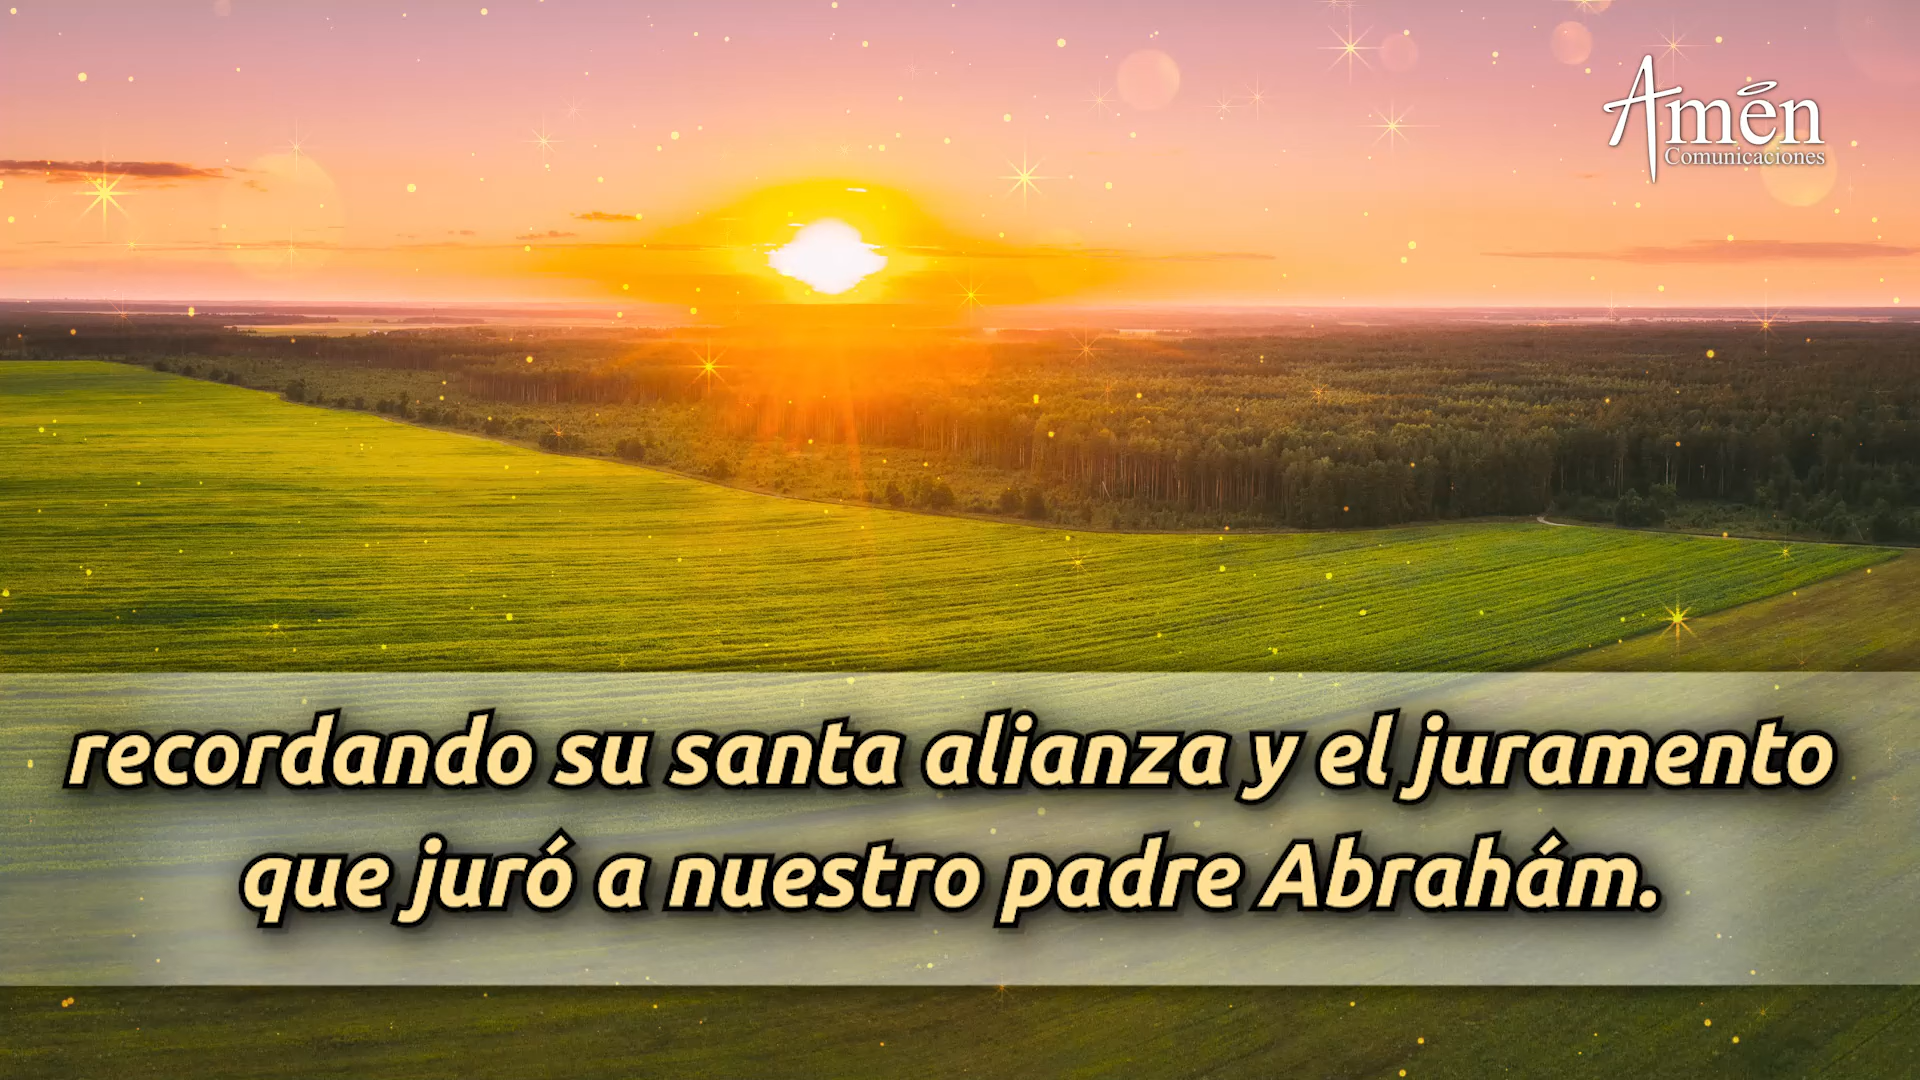 Amén
Comunicaciones
recordando su santa alianza y el juramento
que juró a nuestro padre Abrahám.